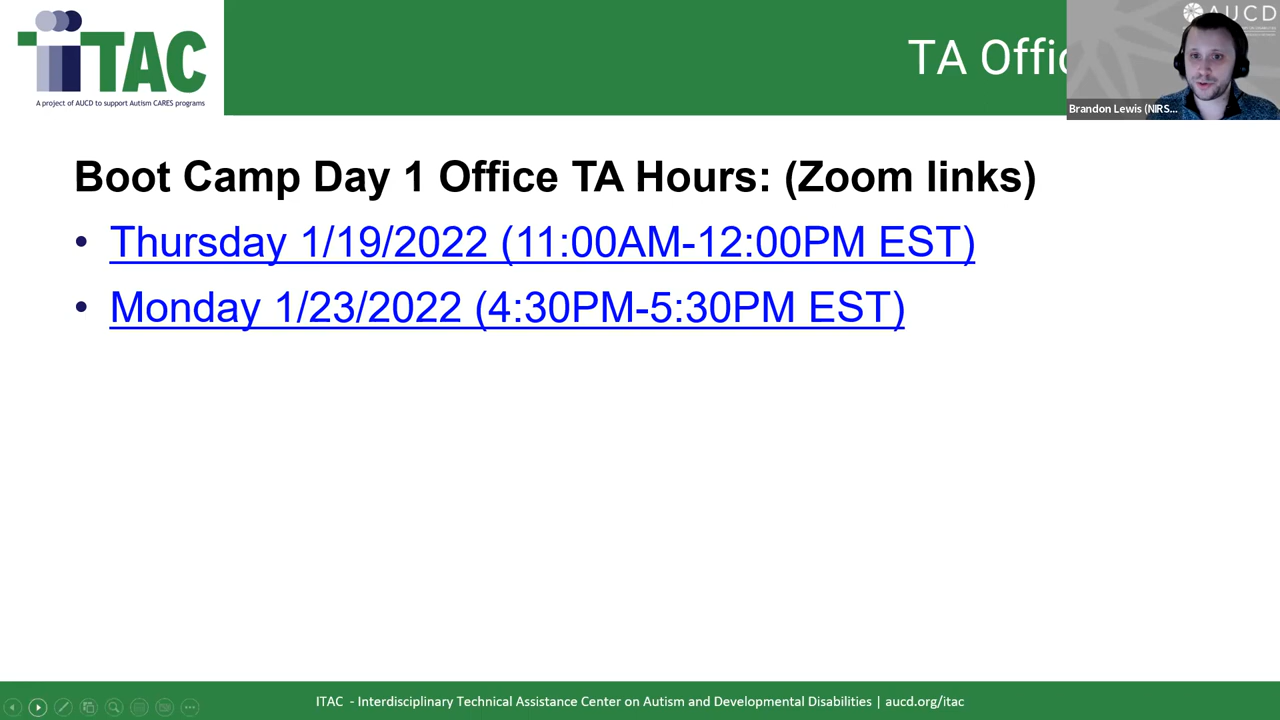 iTAC
A project of AUCD to support Autism CARES programs
TA Offic
AUCD
Brandon Lewis (NIRS...
Boot Camp Day 1 Office TA Hours: (Zoom links)
• Thursday 1/19/2022 (11:00AM-12:00PM EST)
• Monday 1/23/2022 (4:30PM-5:30PM EST)
ITAC - Interdisciplinary Technical Assistance Center on Autism and Developmental Disabilities | aucd.org/itac